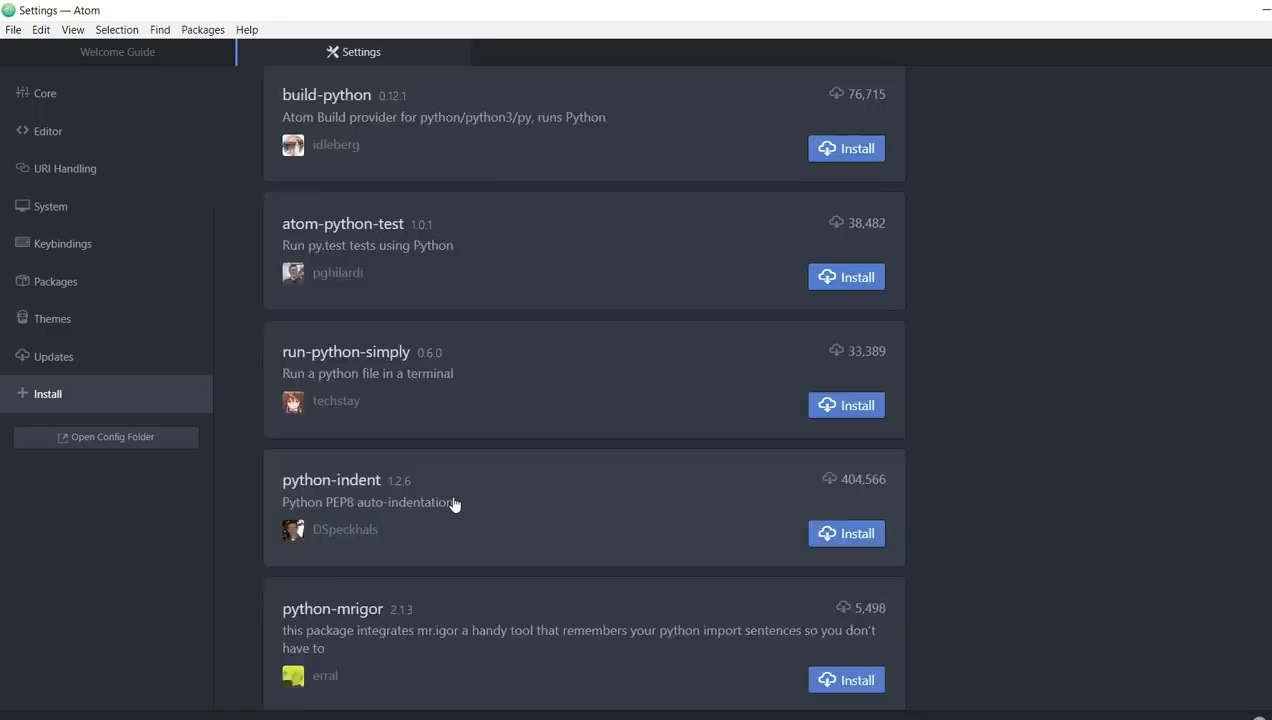 Settings — Atom
File Edit View Selection Find Packages Help
Welcome Guide
Settings
Core
Editor
URI Handling
System
Keybindings
Packages
Themes
Updates
Install
Open Config Folder
build-python 0.12.1
76,715
Atom Build provider for python/python3/py, runs Python
idleberg
Install
atom-python-test 1.0.1
38,482
Run py.test tests using Python
pghilardi
Install
run-python-simply 0.6.0
33,389
Run a python file in a terminal
techstay
Install
python-indent 1.2.6
404,566
Python PEP8 auto-indentation
DSpeckhals
Install
python-mrigor 2.1.3
5,498
this package integrates mr.igor a handy tool that remembers your python import sentences so you don't
have to
erral
Install